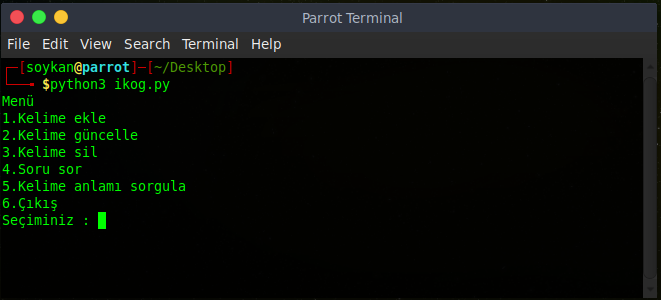 Parrot Terminal
File Edit View Search Terminal Help
┌─[soykan@parrot]─[~/Desktop]
└──╼ $python3 ikog.py
Menü
1.Kelime ekle
2.Kelime güncelle
3.Kelime sil
4.Soru sor
5.Kelime anlamı sorgula
6.Çıkış
Seçiminiz :